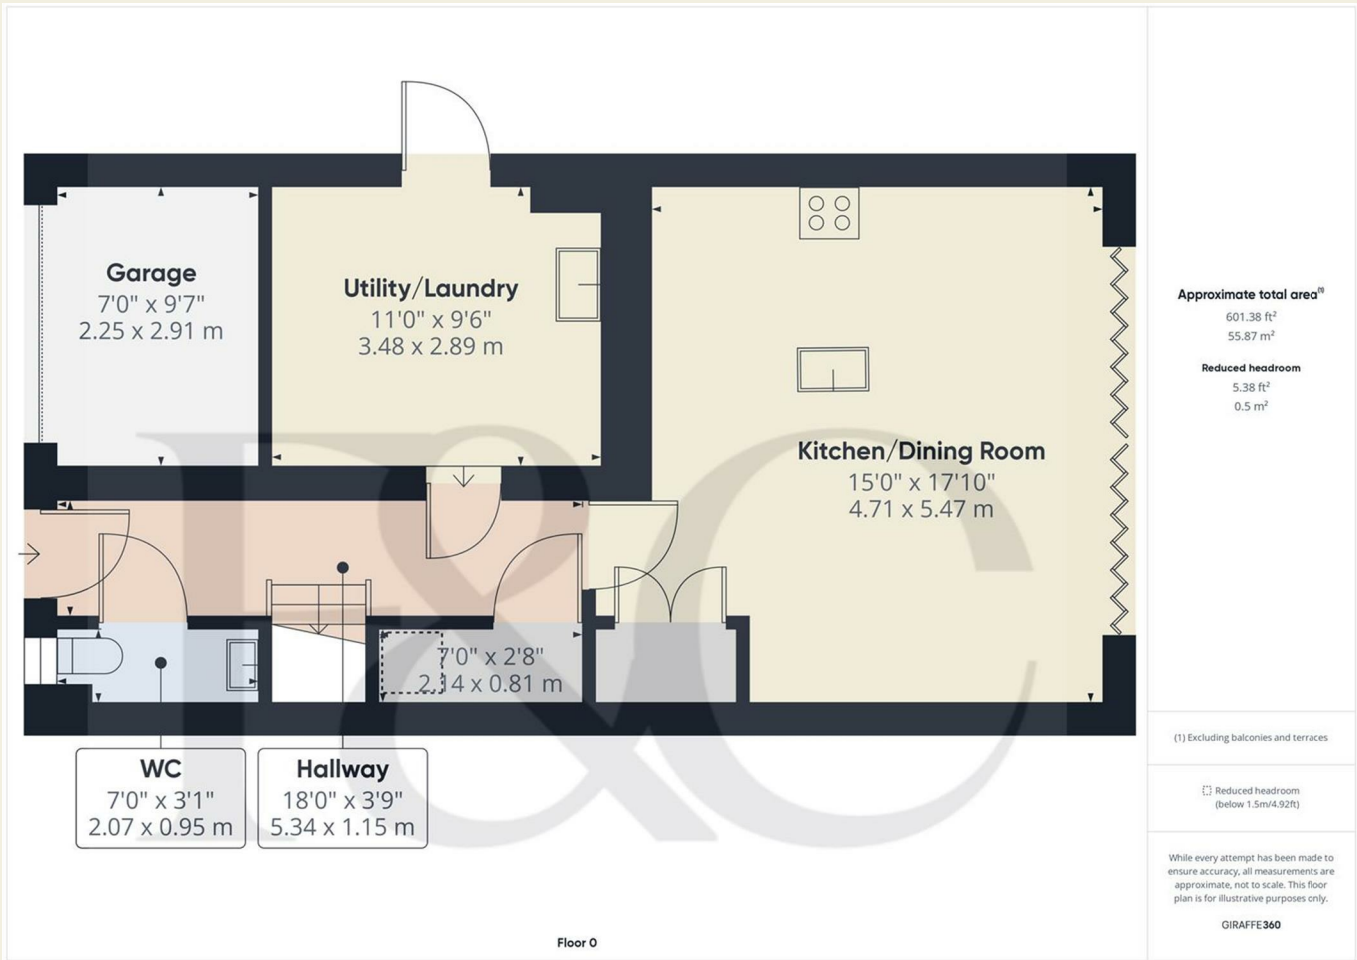 Garage
7'0" x 9'7"
2.25 x 2.91 m
Utility/Laundry
11'0" x 9'6"
3.48 x 2.89 m
Kitchen/Dining Room
15'0" x 17'10"
4.71 x 5.47 m
7'0" x 2'8"
2.14 x 0.81 m
WC
7'0" x 3'1"
2.07 x 0.95 m
Hallway
18'0" x 3'9"
5.34 x 1.15 m
F&C
Floor 0
Approximate total area(1)
601.38 ft²
55.87 m²
Reduced headroom
5.38 ft²
0.5 m²
(1) Excluding balconies and terraces
Reduced headroom
(below 1.5m/4.92ft)
While every attempt has been made to
ensure accuracy, all measurements are
approximate, not to scale. This floor
plan is for illustrative purposes only.
GIRAFFE360